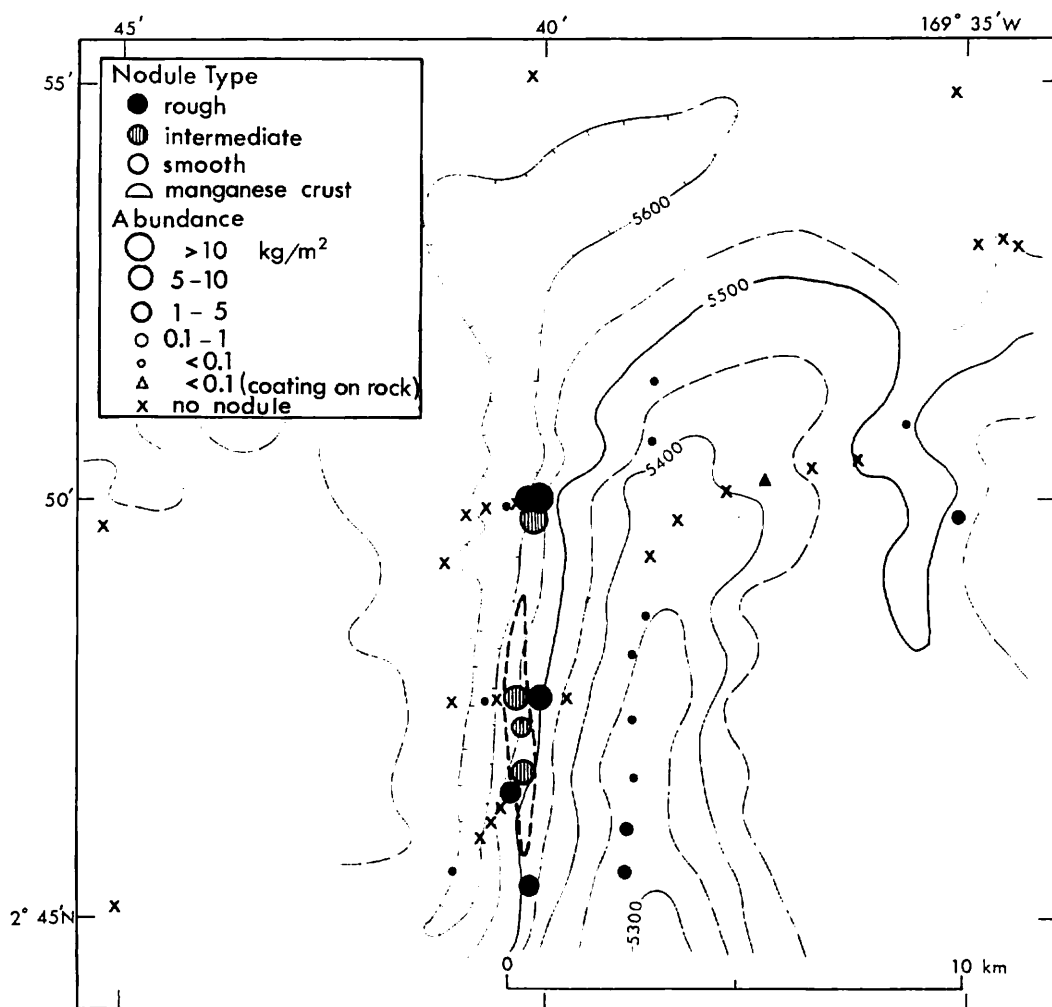 45′ 40′ 169° 35′W
55′
Nodule Type
rough
intermediate
smooth
manganese crust
Abundance
>10 kg/m²
5–10
1–5
0.1–1
<0.1
<0.1 (coating on rock)
x no nodule
5600
5500
5400
50′
2° 45′N
5300
0 10 km